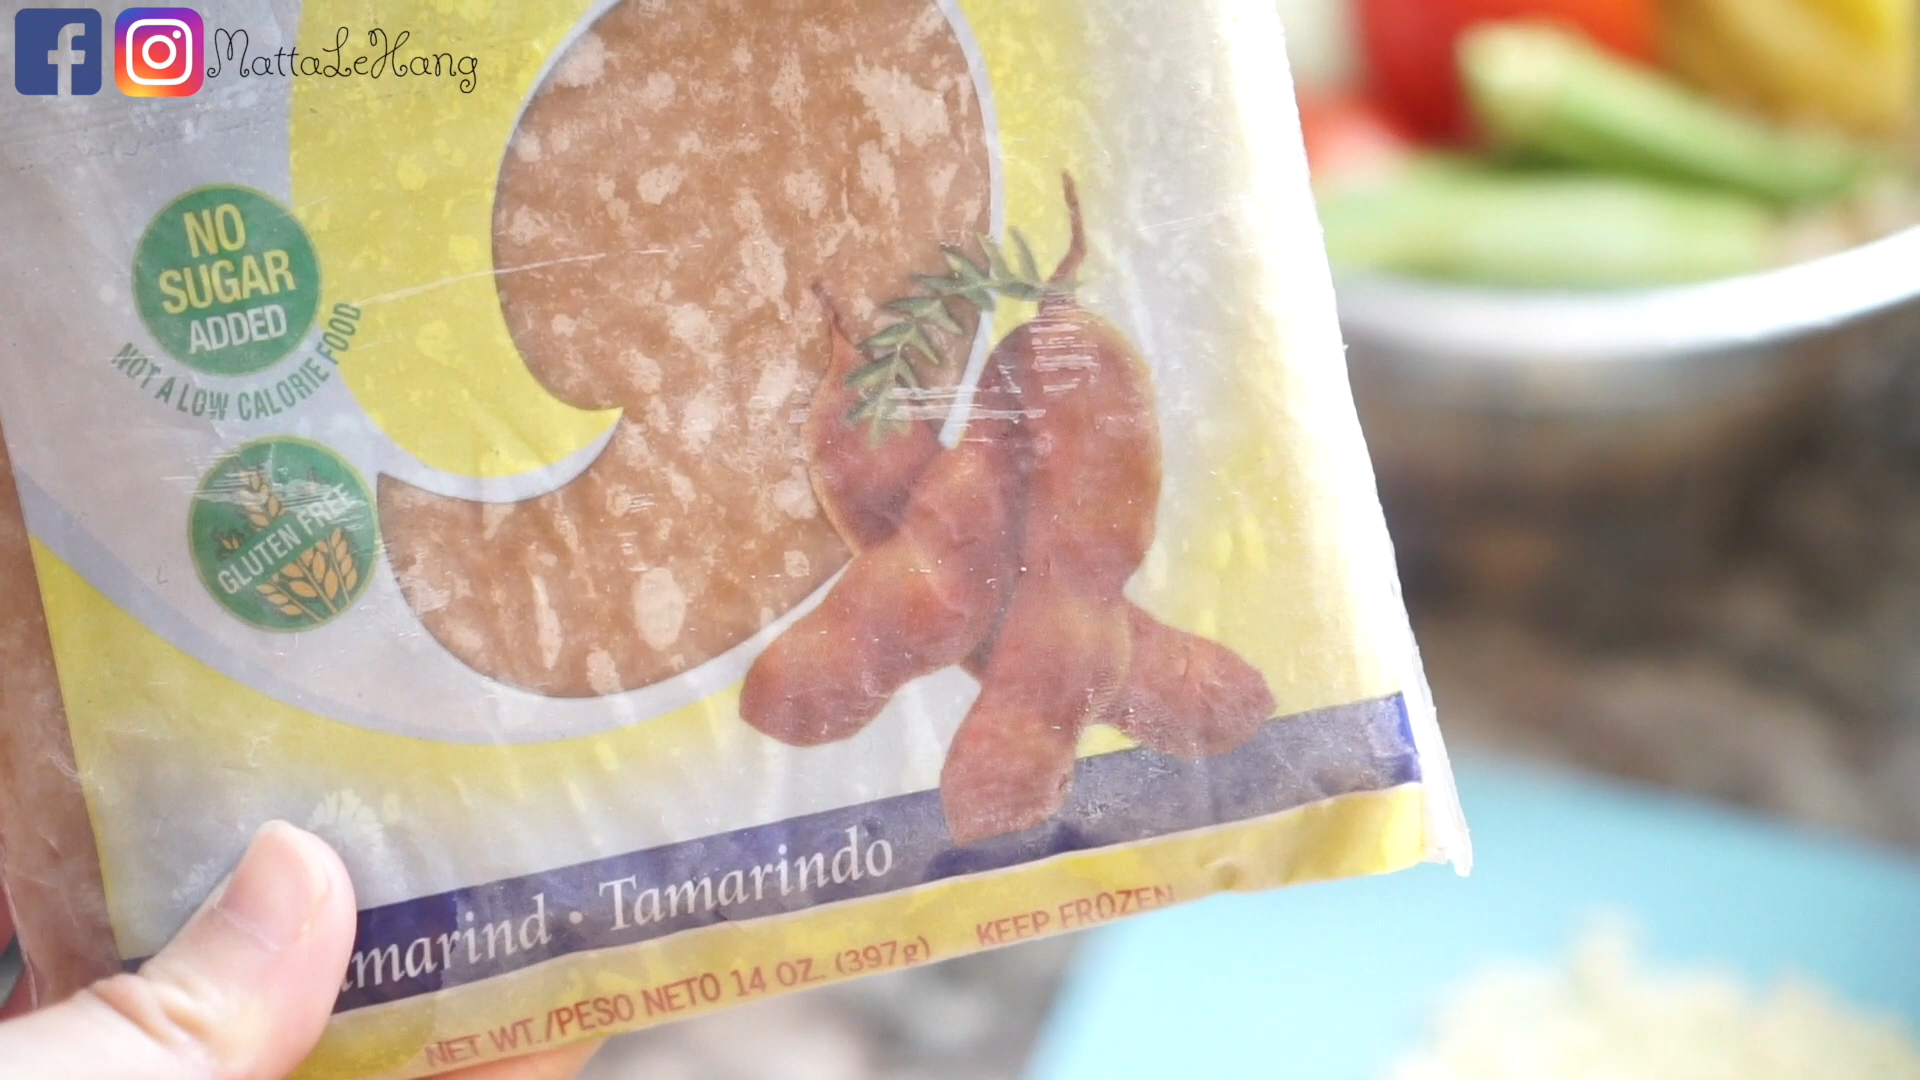 MattaLeHang
NO
SUGAR
ADDED
NOT A LOW CALORIE FOOD
GLUTEN FREE
marind • Tamarindo
NET WT./PESO NETO 14 OZ. (397g) KEEP FROZEN